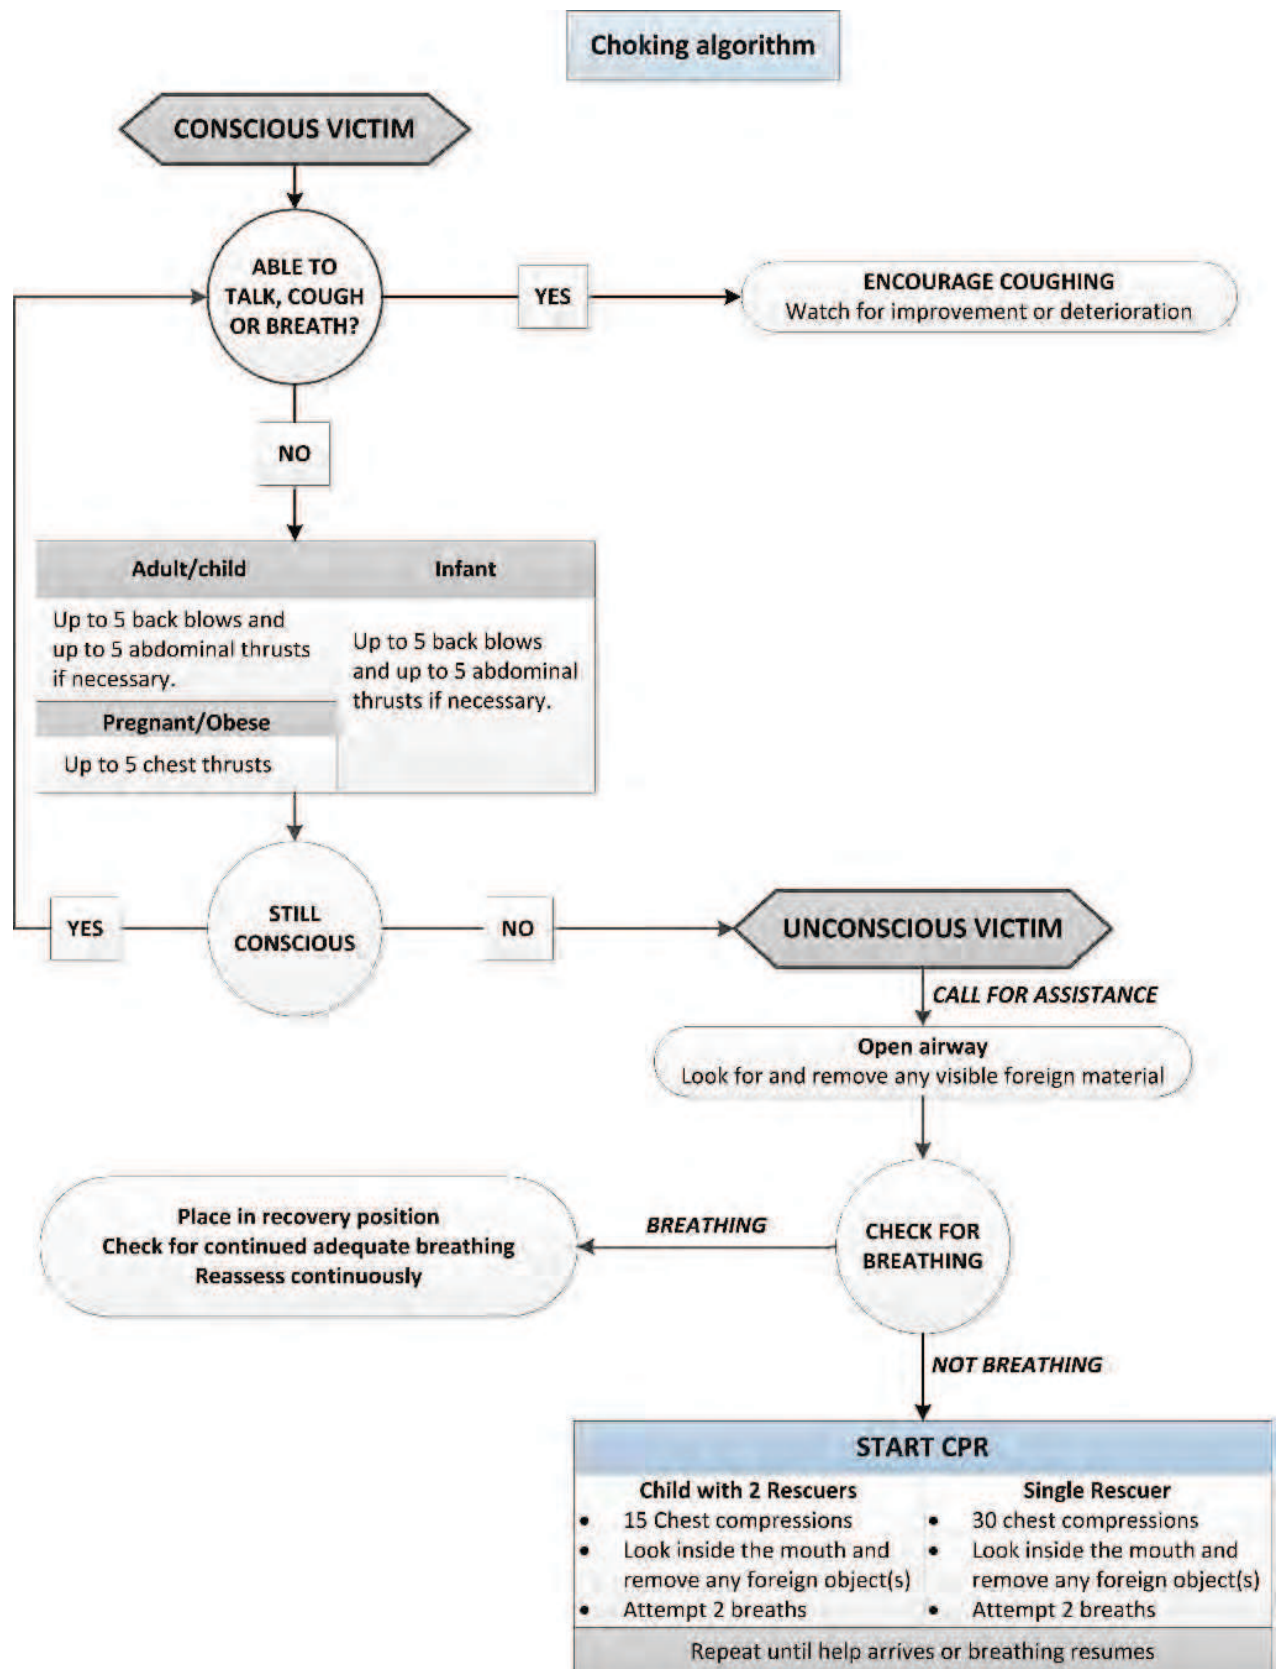 Choking algorithm
CONSCIOUS VICTIM
ABLE TO
TALK, COUGH
OR BREATH?
YES
ENCOURAGE COUGHING
Watch for improvement or deterioration
NO
Adult/child
Up to 5 back blows and
up to 5 abdominal thrusts
if necessary.
Pregnant/Obese
Up to 5 chest thrusts
Infant
Up to 5 back blows
and up to 5 abdominal
thrusts if necessary.
YES
STILL
CONSCIOUS
NO
UNCONSCIOUS VICTIM
CALL FOR ASSISTANCE
Open airway
Look for and remove any visible foreign material
CHECK FOR
BREATHING
BREATHING
Place in recovery position
Check for continued adequate breathing
Reassess continuously
NOT BREATHING
START CPR
Child with 2 Rescuers
• 15 Chest compressions
• Look inside the mouth and
remove any foreign object(s)
• Attempt 2 breaths
Single Rescuer
• 30 chest compressions
• Look inside the mouth and
remove any foreign object(s)
• Attempt 2 breaths
Repeat until help arrives or breathing resumes